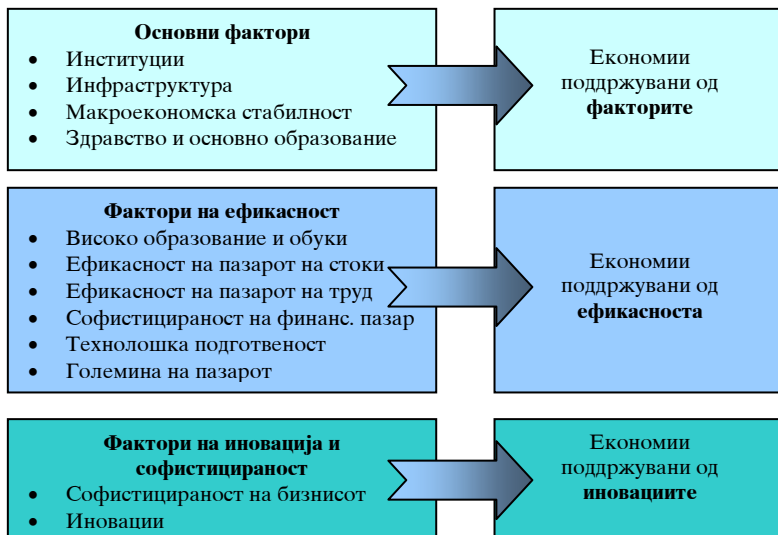 Основни фактори
• Институции
• Инфраструктура
• Макроекономска стабилност
• Здравство и основно образование
Економии
поддржувани од
факторите
Фактори на ефикасност
• Високо образование и обуки
• Ефикасност на пазарот на стоки
• Ефикасност на пазарот на труд
• Софистицираност на финанс. пазар
• Технолошка подготвеност
• Големина на пазарот
Економии
поддржувани од
ефикасноста
Фактори на иновација и
софистицираност
• Софистицираност на бизнисот
• Иновации
Економии
поддржувани од
иновациите